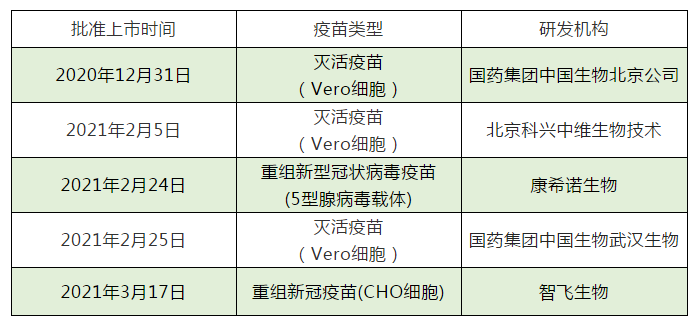 批准上市时间 疫苗类型 研发机构
2020年12月31日 灭活疫苗 国药集团中国生物北京公司
( Vero细胞 )
2021年2月5日 灭活疫苗 北京科兴中维生物技术
( Vero细胞 )
2021年2月24日 重组新型冠状病毒疫苗 康希诺生物
(5型腺病毒载体)
2021年2月25日 灭活疫苗 国药集团中国生物武汉生物
( Vero细胞 )
2021年3月17日 重组新冠疫苗(CHO细胞) 智飞生物